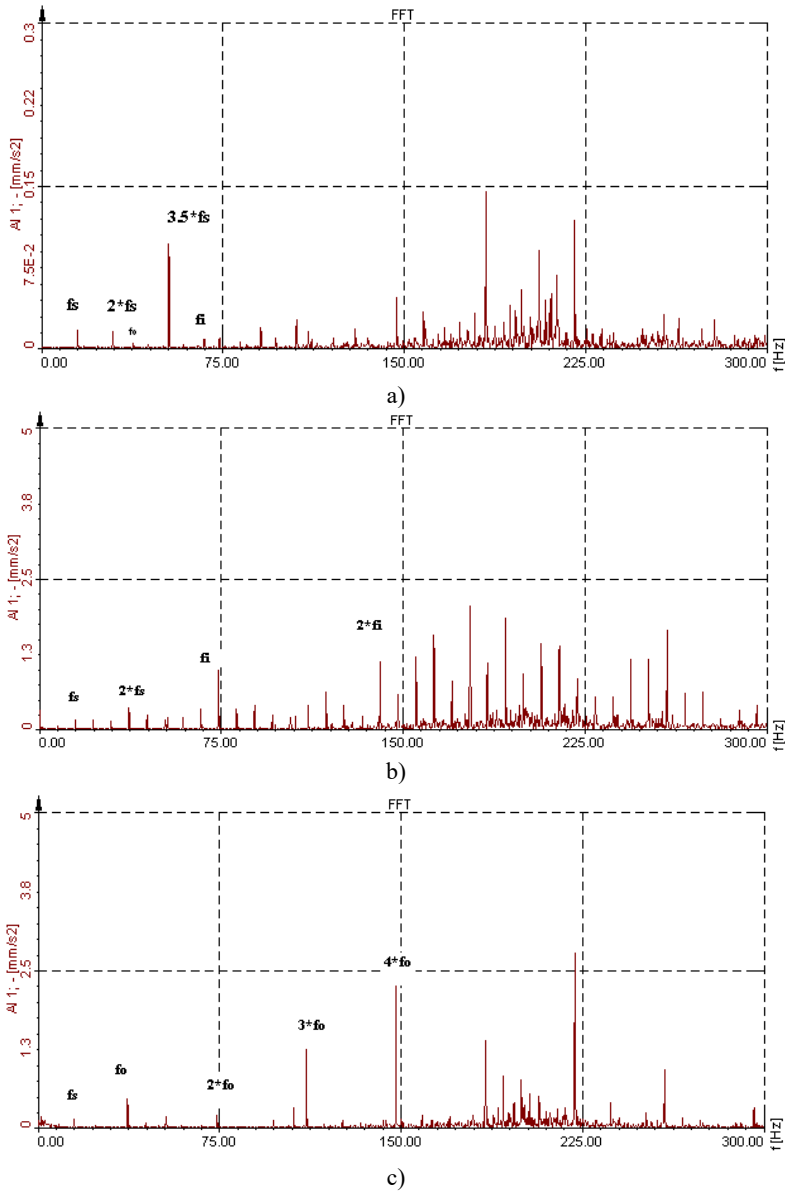 FFT
0.3
0.22
0.15
7.5E-2
0
AI 1; - [mm/s2]
3.5*fs
fs
2*fs
fo
fi
0.00
75.00
150.00
225.00
300.00
f [Hz]
a)
FFT
5
3.8
2.5
1.3
0
AI 1; - [mm/s2]
2*fi
fi
fs
2*fs
0.00
75.00
150.00
225.00
300.00
f [Hz]
b)
FFT
5
3.8
2.5
1.3
0
AI 1; - [mm/s2]
4*fo
3*fo
fo
2*fo
fs
0.00
75.00
150.00
225.00
300.00
f [Hz]
c)